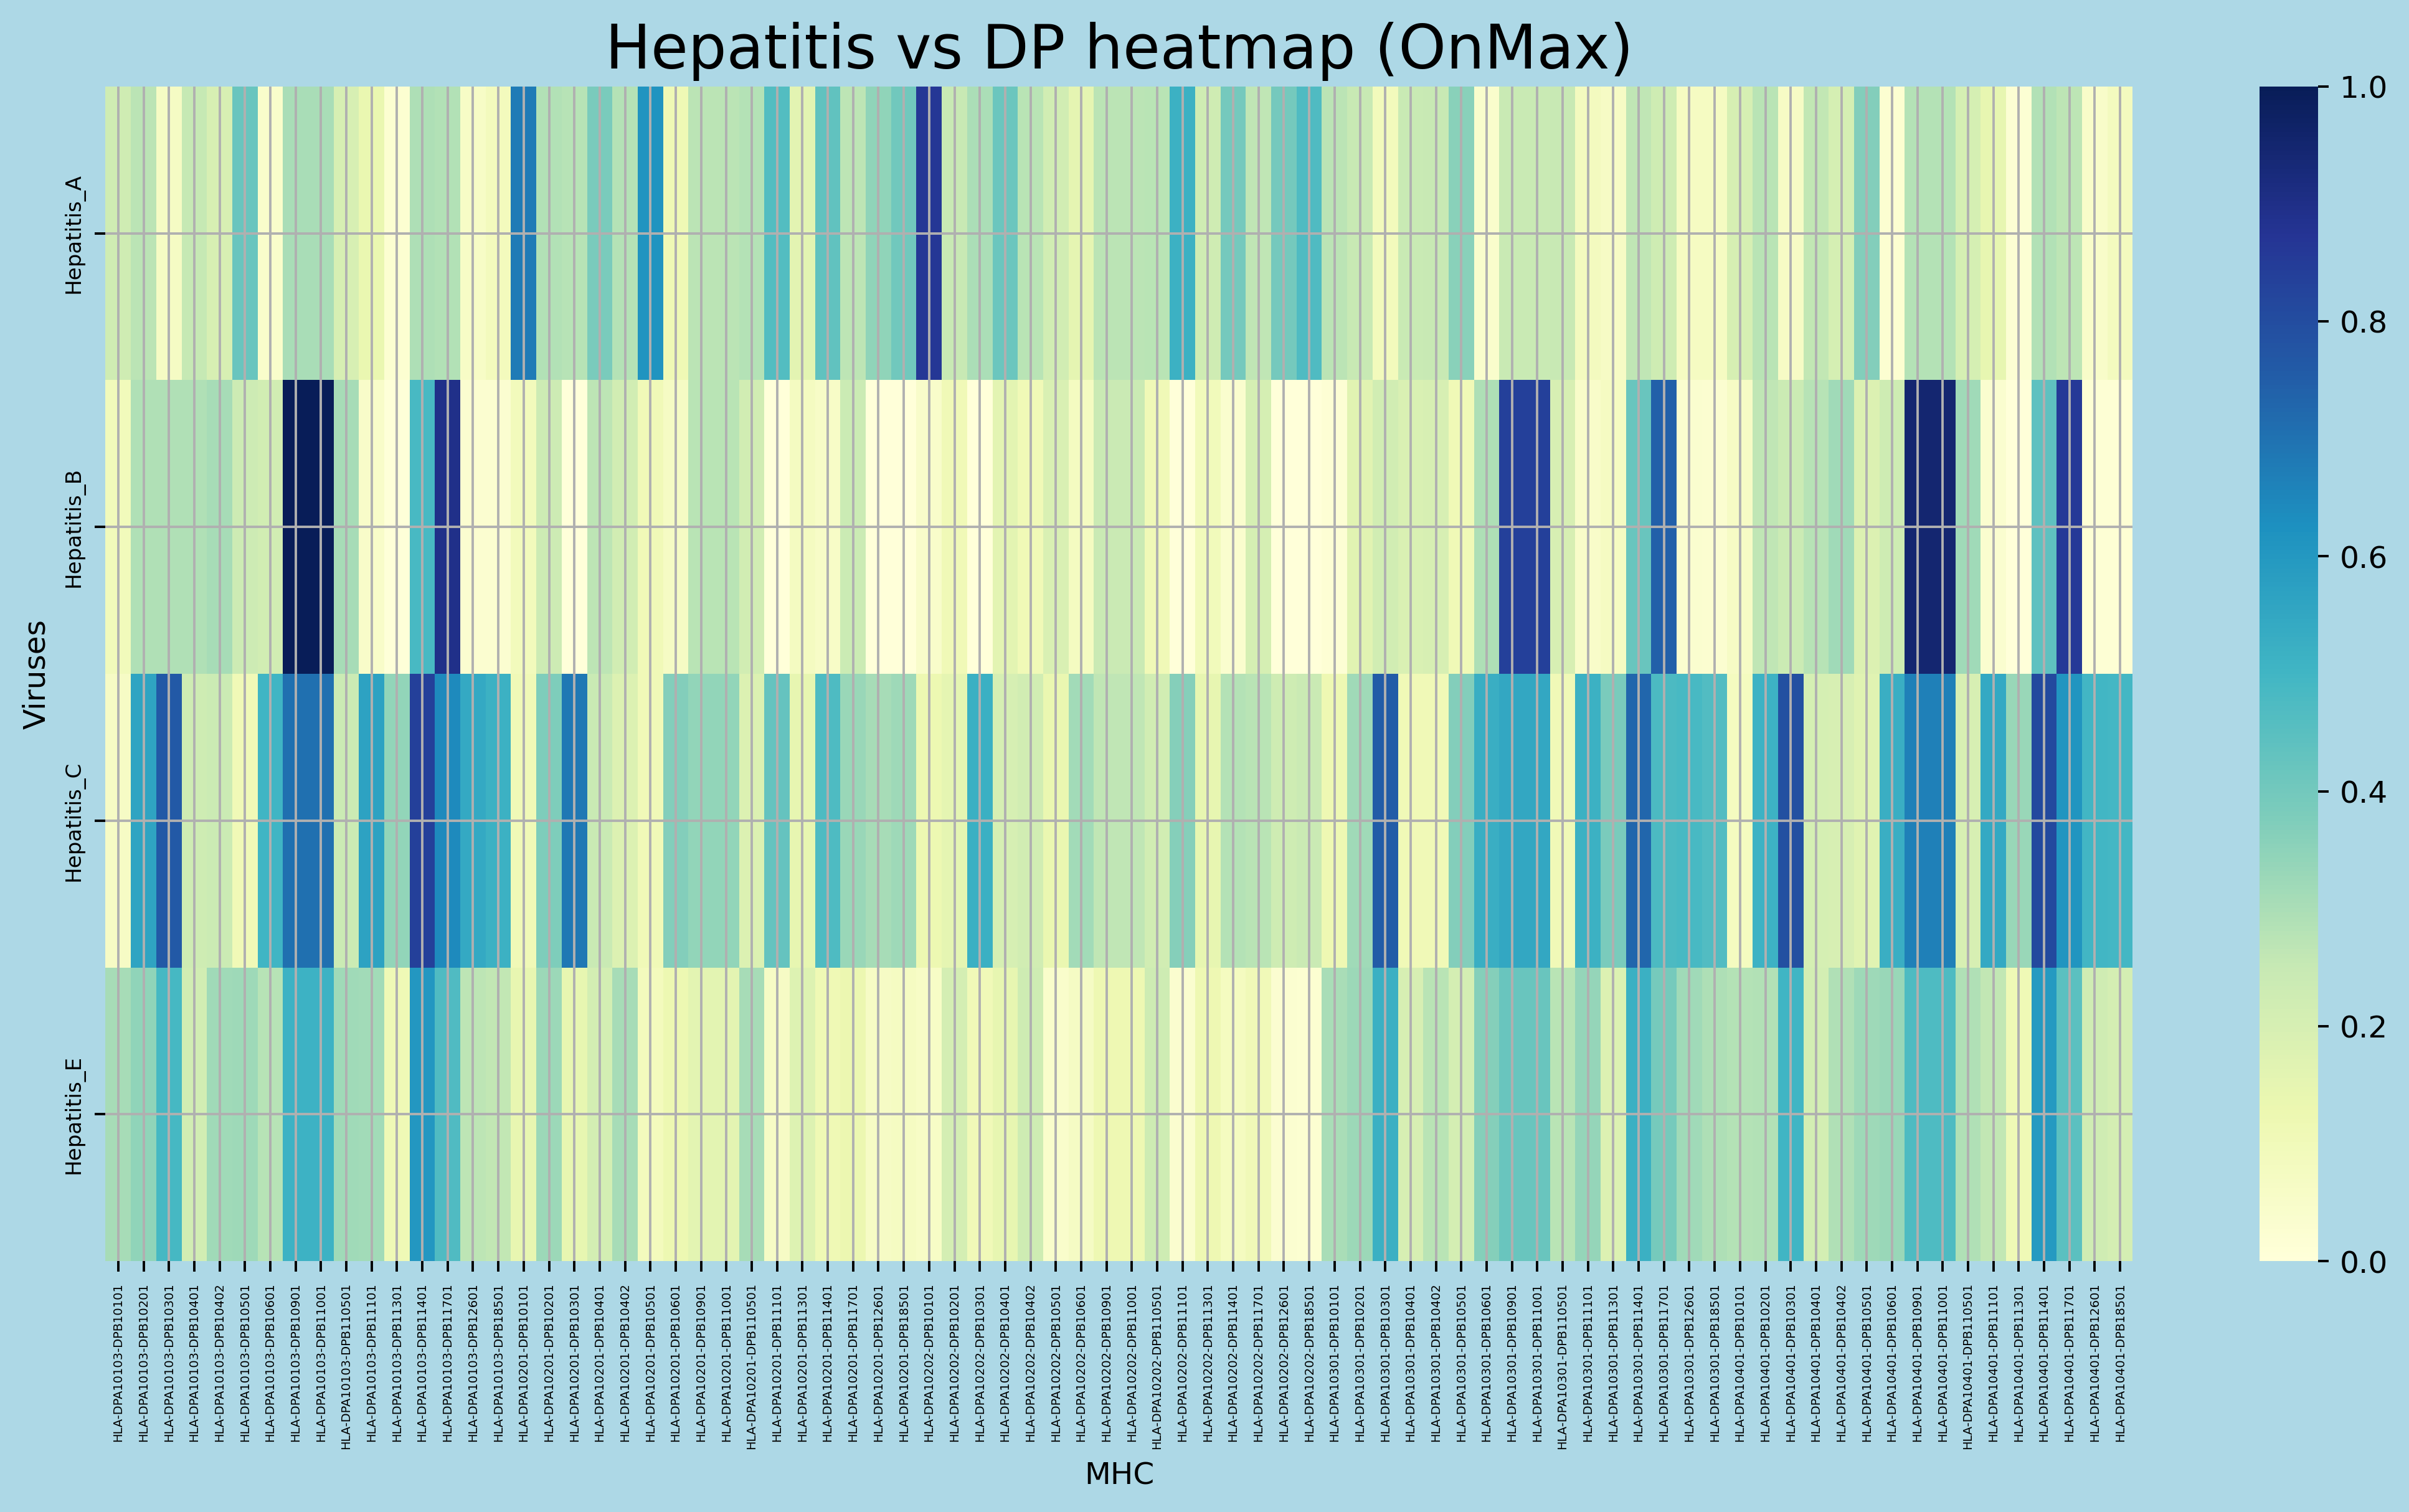 Hepatitis vs DP heatmap (OnMax)
Viruses
Hepatitis_A
Hepatitis_B
Hepatitis_C
Hepatitis_E
HLA-DPA10103-DPB10101
HLA-DPA10103-DPB10201
HLA-DPA10103-DPB10301
HLA-DPA10103-DPB10401
HLA-DPA10103-DPB10402
HLA-DPA10103-DPB10501
HLA-DPA10103-DPB10601
HLA-DPA10103-DPB10901
HLA-DPA10103-DPB11001
HLA-DPA10103-DPB110501
HLA-DPA10103-DPB11101
HLA-DPA10103-DPB11301
HLA-DPA10103-DPB11401
HLA-DPA10103-DPB11701
HLA-DPA10103-DPB12601
HLA-DPA10103-DPB18501
HLA-DPA10201-DPB10101
HLA-DPA10201-DPB10201
HLA-DPA10201-DPB10301
HLA-DPA10201-DPB10401
HLA-DPA10201-DPB10402
HLA-DPA10201-DPB10501
HLA-DPA10201-DPB10601
HLA-DPA10201-DPB10901
HLA-DPA10201-DPB11001
HLA-DPA10201-DPB110501
HLA-DPA10201-DPB11101
HLA-DPA10201-DPB11301
HLA-DPA10201-DPB11401
HLA-DPA10201-DPB11701
HLA-DPA10201-DPB12601
HLA-DPA10201-DPB18501
HLA-DPA10202-DPB10101
HLA-DPA10202-DPB10201
HLA-DPA10202-DPB10301
HLA-DPA10202-DPB10401
HLA-DPA10202-DPB10402
HLA-DPA10202-DPB10501
HLA-DPA10202-DPB10601
HLA-DPA10202-DPB10901
HLA-DPA10202-DPB11001
HLA-DPA10202-DPB110501
HLA-DPA10202-DPB11101
HLA-DPA10202-DPB11301
HLA-DPA10202-DPB11401
HLA-DPA10202-DPB11701
HLA-DPA10202-DPB12601
HLA-DPA10202-DPB18501
HLA-DPA10301-DPB10101
HLA-DPA10301-DPB10201
HLA-DPA10301-DPB10301
HLA-DPA10301-DPB10401
HLA-DPA10301-DPB10402
HLA-DPA10301-DPB10501
HLA-DPA10301-DPB10601
HLA-DPA10301-DPB10901
HLA-DPA10301-DPB11001
HLA-DPA10301-DPB110501
HLA-DPA10301-DPB11101
HLA-DPA10301-DPB11301
HLA-DPA10301-DPB11401
HLA-DPA10301-DPB11701
HLA-DPA10301-DPB12601
HLA-DPA10301-DPB18501
HLA-DPA10401-DPB10101
HLA-DPA10401-DPB10201
HLA-DPA10401-DPB10301
HLA-DPA10401-DPB10401
HLA-DPA10401-DPB10402
HLA-DPA10401-DPB10501
HLA-DPA10401-DPB10601
HLA-DPA10401-DPB10901
HLA-DPA10401-DPB11001
HLA-DPA10401-DPB110501
HLA-DPA10401-DPB11101
HLA-DPA10401-DPB11301
HLA-DPA10401-DPB11401
HLA-DPA10401-DPB11701
HLA-DPA10401-DPB12601
HLA-DPA10401-DPB18501
MHC
1.0
0.8
0.6
0.4
0.2
0.0